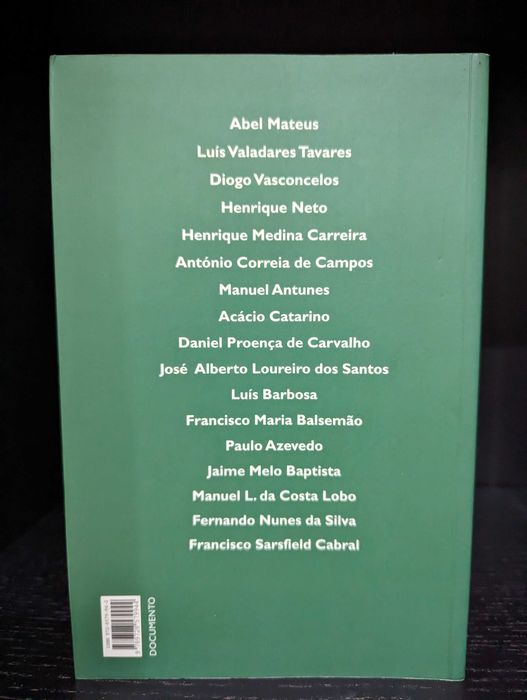 Abel Mateus
Luís Valadares Tavares
Diogo Vasconcelos
Henrique Neto
Henrique Medina Carreira
António Correia de Campos
Manuel Antunes
Acácio Catarino
Daniel Proença de Carvalho
José Alberto Loureiro dos Santos
Luís Barbosa
Francisco Maria Balsemão
Paulo Azevedo
Jaime Melo Baptista
Manuel L. da Costa Lobo
Fernando Nunes da Silva
Francisco Sarsfield Cabral
DOCUMENTO